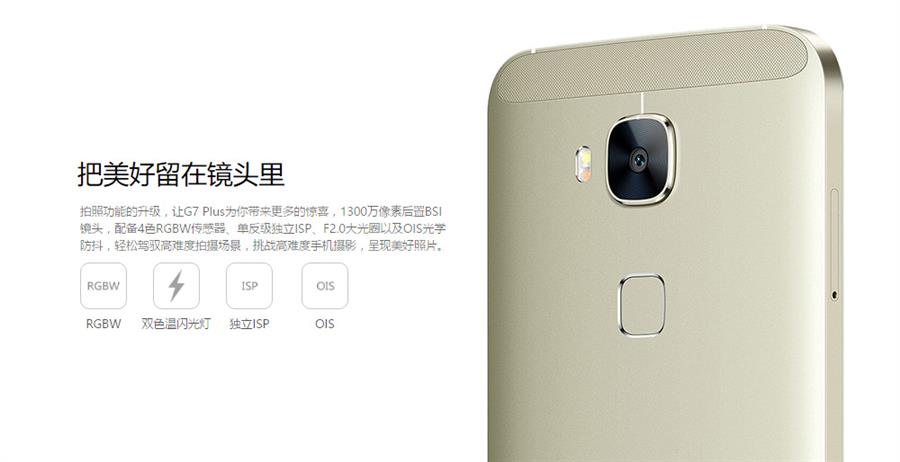 把美好留在镜头里
拍照功能的升级，让G7 Plus为你带来更多的惊喜，1300万像素后置BSI
镜头，配备4色RGBW传感器、单反级独立ISP、F2.0大光圈以及OIS光学
防抖，轻松驾驭高难度拍摄场景，挑战高难度手机摄影，呈现美好照片。
RGBW ISP OIS
RGBW 双色温闪光灯 独立ISP OIS